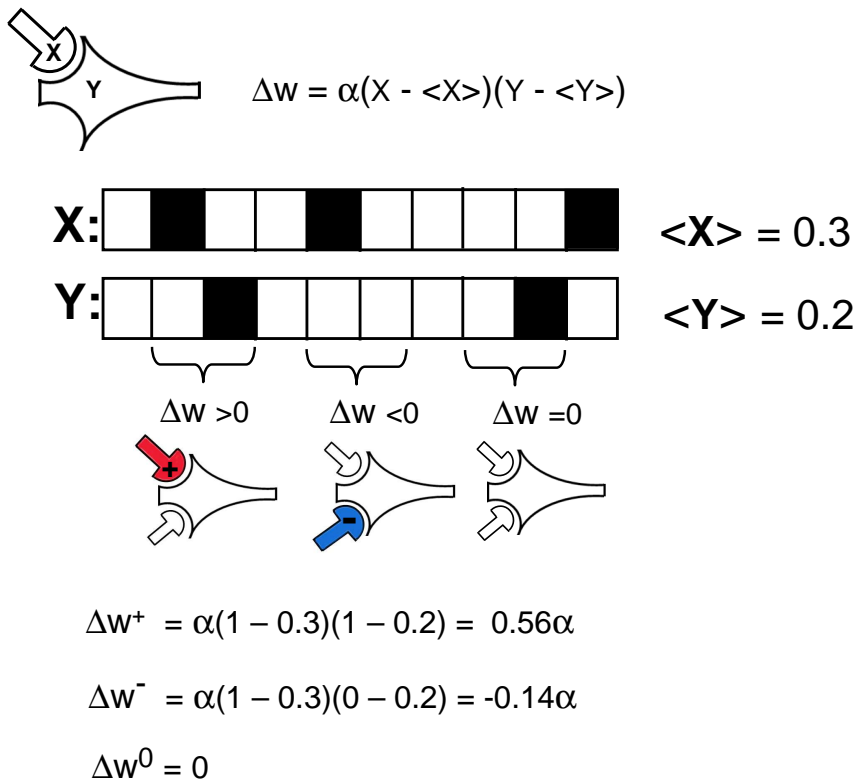 X
Y
Δw = α(X - <X>)(Y - <Y>)
X: <X> = 0.3
Y: <Y> = 0.2
Δw >0 Δw <0 Δw =0
+ -
Δw⁺ = α(1 – 0.3)(1 – 0.2) = 0.56α
Δw⁻ = α(1 – 0.3)(0 – 0.2) = -0.14α
Δw⁰ = 0